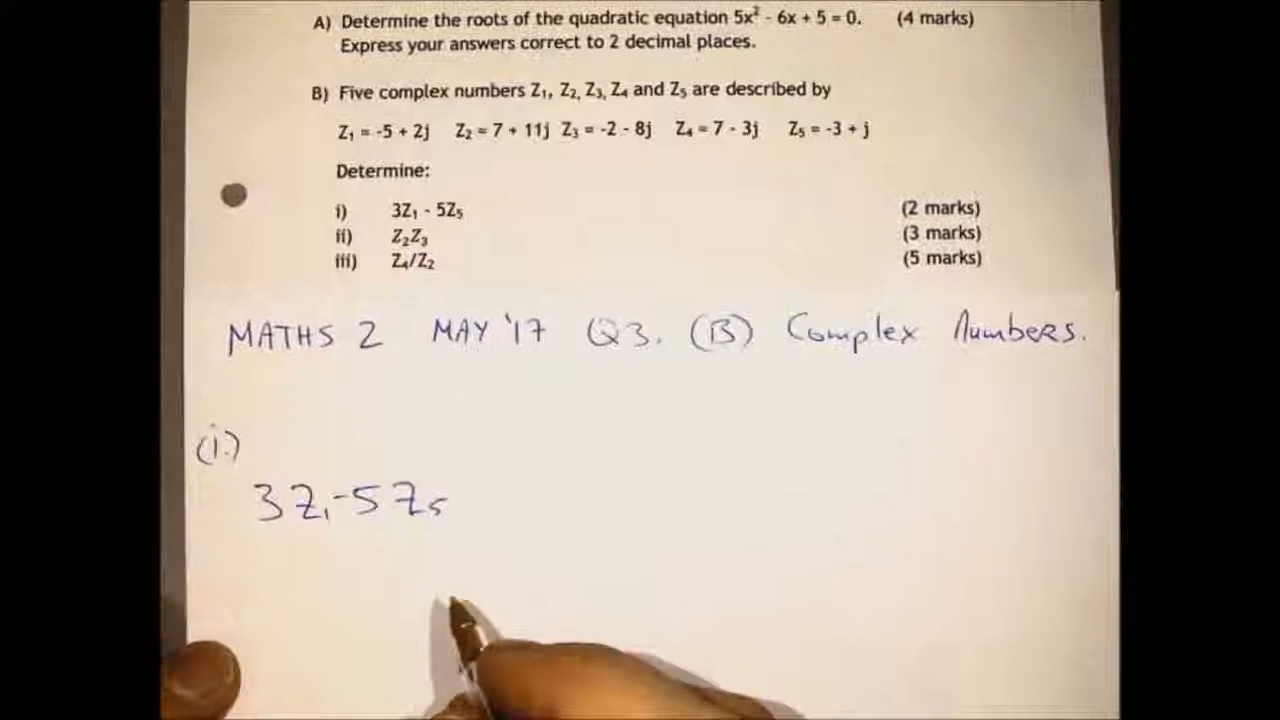 A) Determine the roots of the quadratic equation 5x² - 6x + 5 = 0. (4 marks)
Express your answers correct to 2 decimal places.
B) Five complex numbers Z₁, Z₂, Z₃, Z₄ and Z₅ are described by
Z₁ = -5 + 2j Z₂ = 7 + 11j Z₃ = -2 - 8j Z₄ = 7 - 3j Z₅ = -3 + j
Determine:
i) 3Z₁ - 5Z₅ (2 marks)
ii) Z₂Z₃ (3 marks)
iii) Z₄/Z₂ (5 marks)
MATHS 2 MAY '17 Q3. (B) Complex Numbers.
(i.)
3Z₁-5Z₅